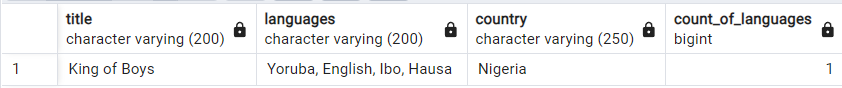 title languages country count_of_languages
character varying (200) character varying (200) character varying (250) bigint
1 King of Boys Yoruba, English, Ibo, Hausa Nigeria 1